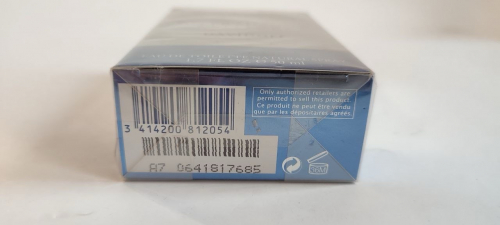 Only authorized retailers are
permitted to sell this product.
Ce produit ne peut être vendu
que par les dépositaires agréés.
3 414200 812054
A7 0641817685